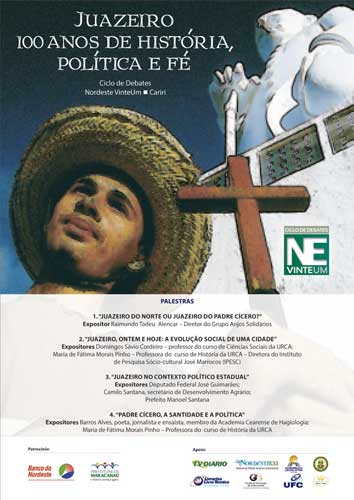 JUAZEIRO
100 ANOS DE HISTÓRIA,
POLÍTICA E FÉ
Ciclo de Debates
Nordeste VinteUm ■ Cariri
CICLO DE DEBATES
NE
VINTEUM
PALESTRAS
1. "JUAZEIRO DO NORTE OU JUAZEIRO DO PADRE CÍCERO?"
Expositor Raimundo Tadeu Alencar – Diretor do Grupo Anjos Solidários
2. "JUAZEIRO, ONTEM E HOJE: A EVOLUÇÃO SOCIAL DE UMA CIDADE"
Expositores Domingos Sávio Cordeiro – professor do curso de Ciências Sociais da URCA;
Maria de Fátima Morais Pinho – Professora do curso de História da URCA – Diretora do Instituto
de Pesquisa Sócio-cultural José Marrocos (IPESC)
3. "JUAZEIRO NO CONTEXTO POLÍTICO ESTADUAL"
Expositores Deputado Federal José Guimarães;
Camilo Santana, secretário de Desenvolvimento Agrário;
Prefeito Manoel Santana
4. "PADRE CÍCERO, A SANTIDADE E A POLÍTICA"
Expositores Barros Alves, poeta, jornalista e ensaísta, membro da Academia Cearense de Hagiologia;
Maria de Fátima Morais Pinho – Professora do curso de História da URCA
Patrocínio:
Apoio:
Banco do
Nordeste
PREFEITURA DE
MARACANAÚ
TV DIÁRIO
NORDESTE
UFC